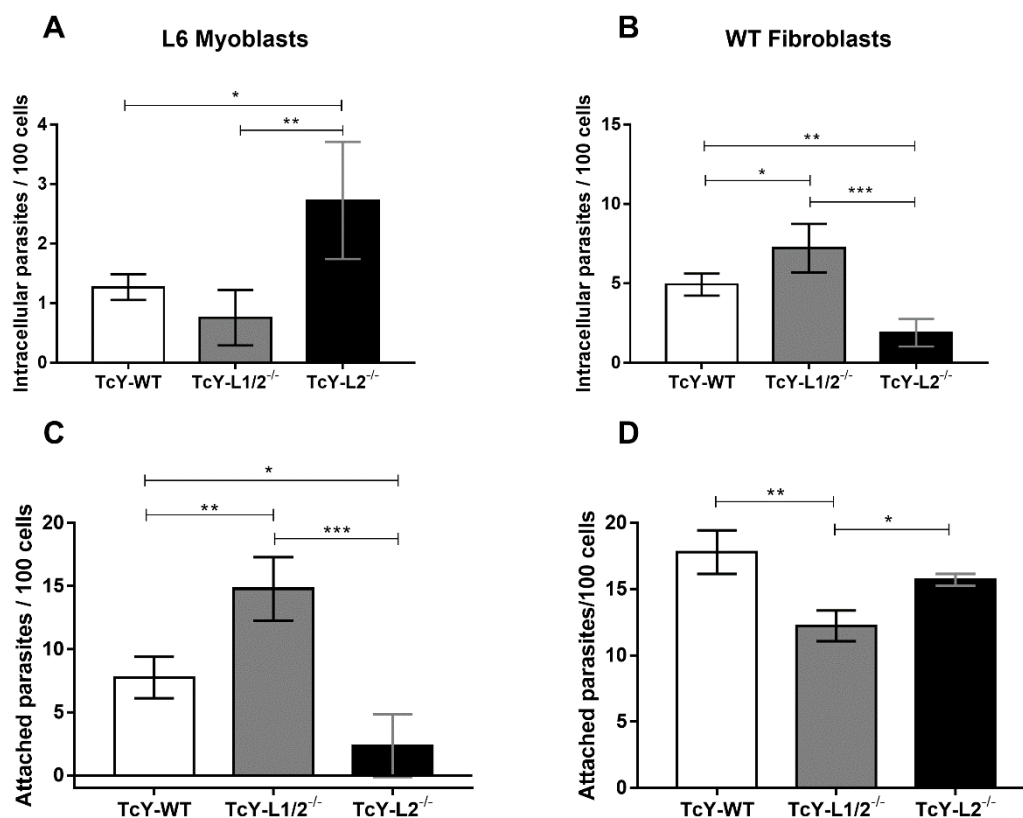 A
L6 Myoblasts
Intracellular parasites / 100 cells
4
3
2
1
0
*
**
TcY-WT TcY-L1/2-/- TcY-L2-/-
B
WT Fibroblasts
Intracellular parasites / 100 cells
15
10
5
0
**
*
***
TcY-WT TcY-L1/2-/- TcY-L2-/-
C
Attached parasites / 100 cells
20
15
10
5
0
*
**
***
TcY-WT TcY-L1/2-/- TcY-L2-/-
D
Attached parasites/100 cells
20
15
10
5
0
**
*
TcY-WT TcY-L1/2-/- TcY-L2-/-